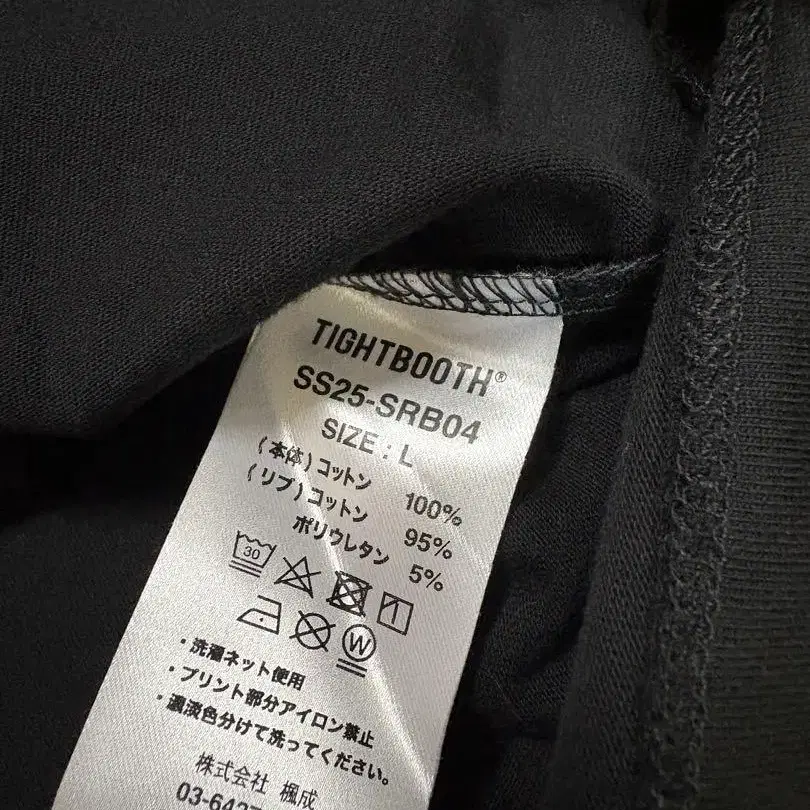 TIGHTBOOTH®
SS25-SRB04
SIZE : L
(本体)コットン 100%
(リブ)コットン 95%
ポリウレタン 5%
30
W
・洗濯ネット使用
・プリント部分アイロン禁止
・濃淡色分けて洗ってください。
株式会社 楓成